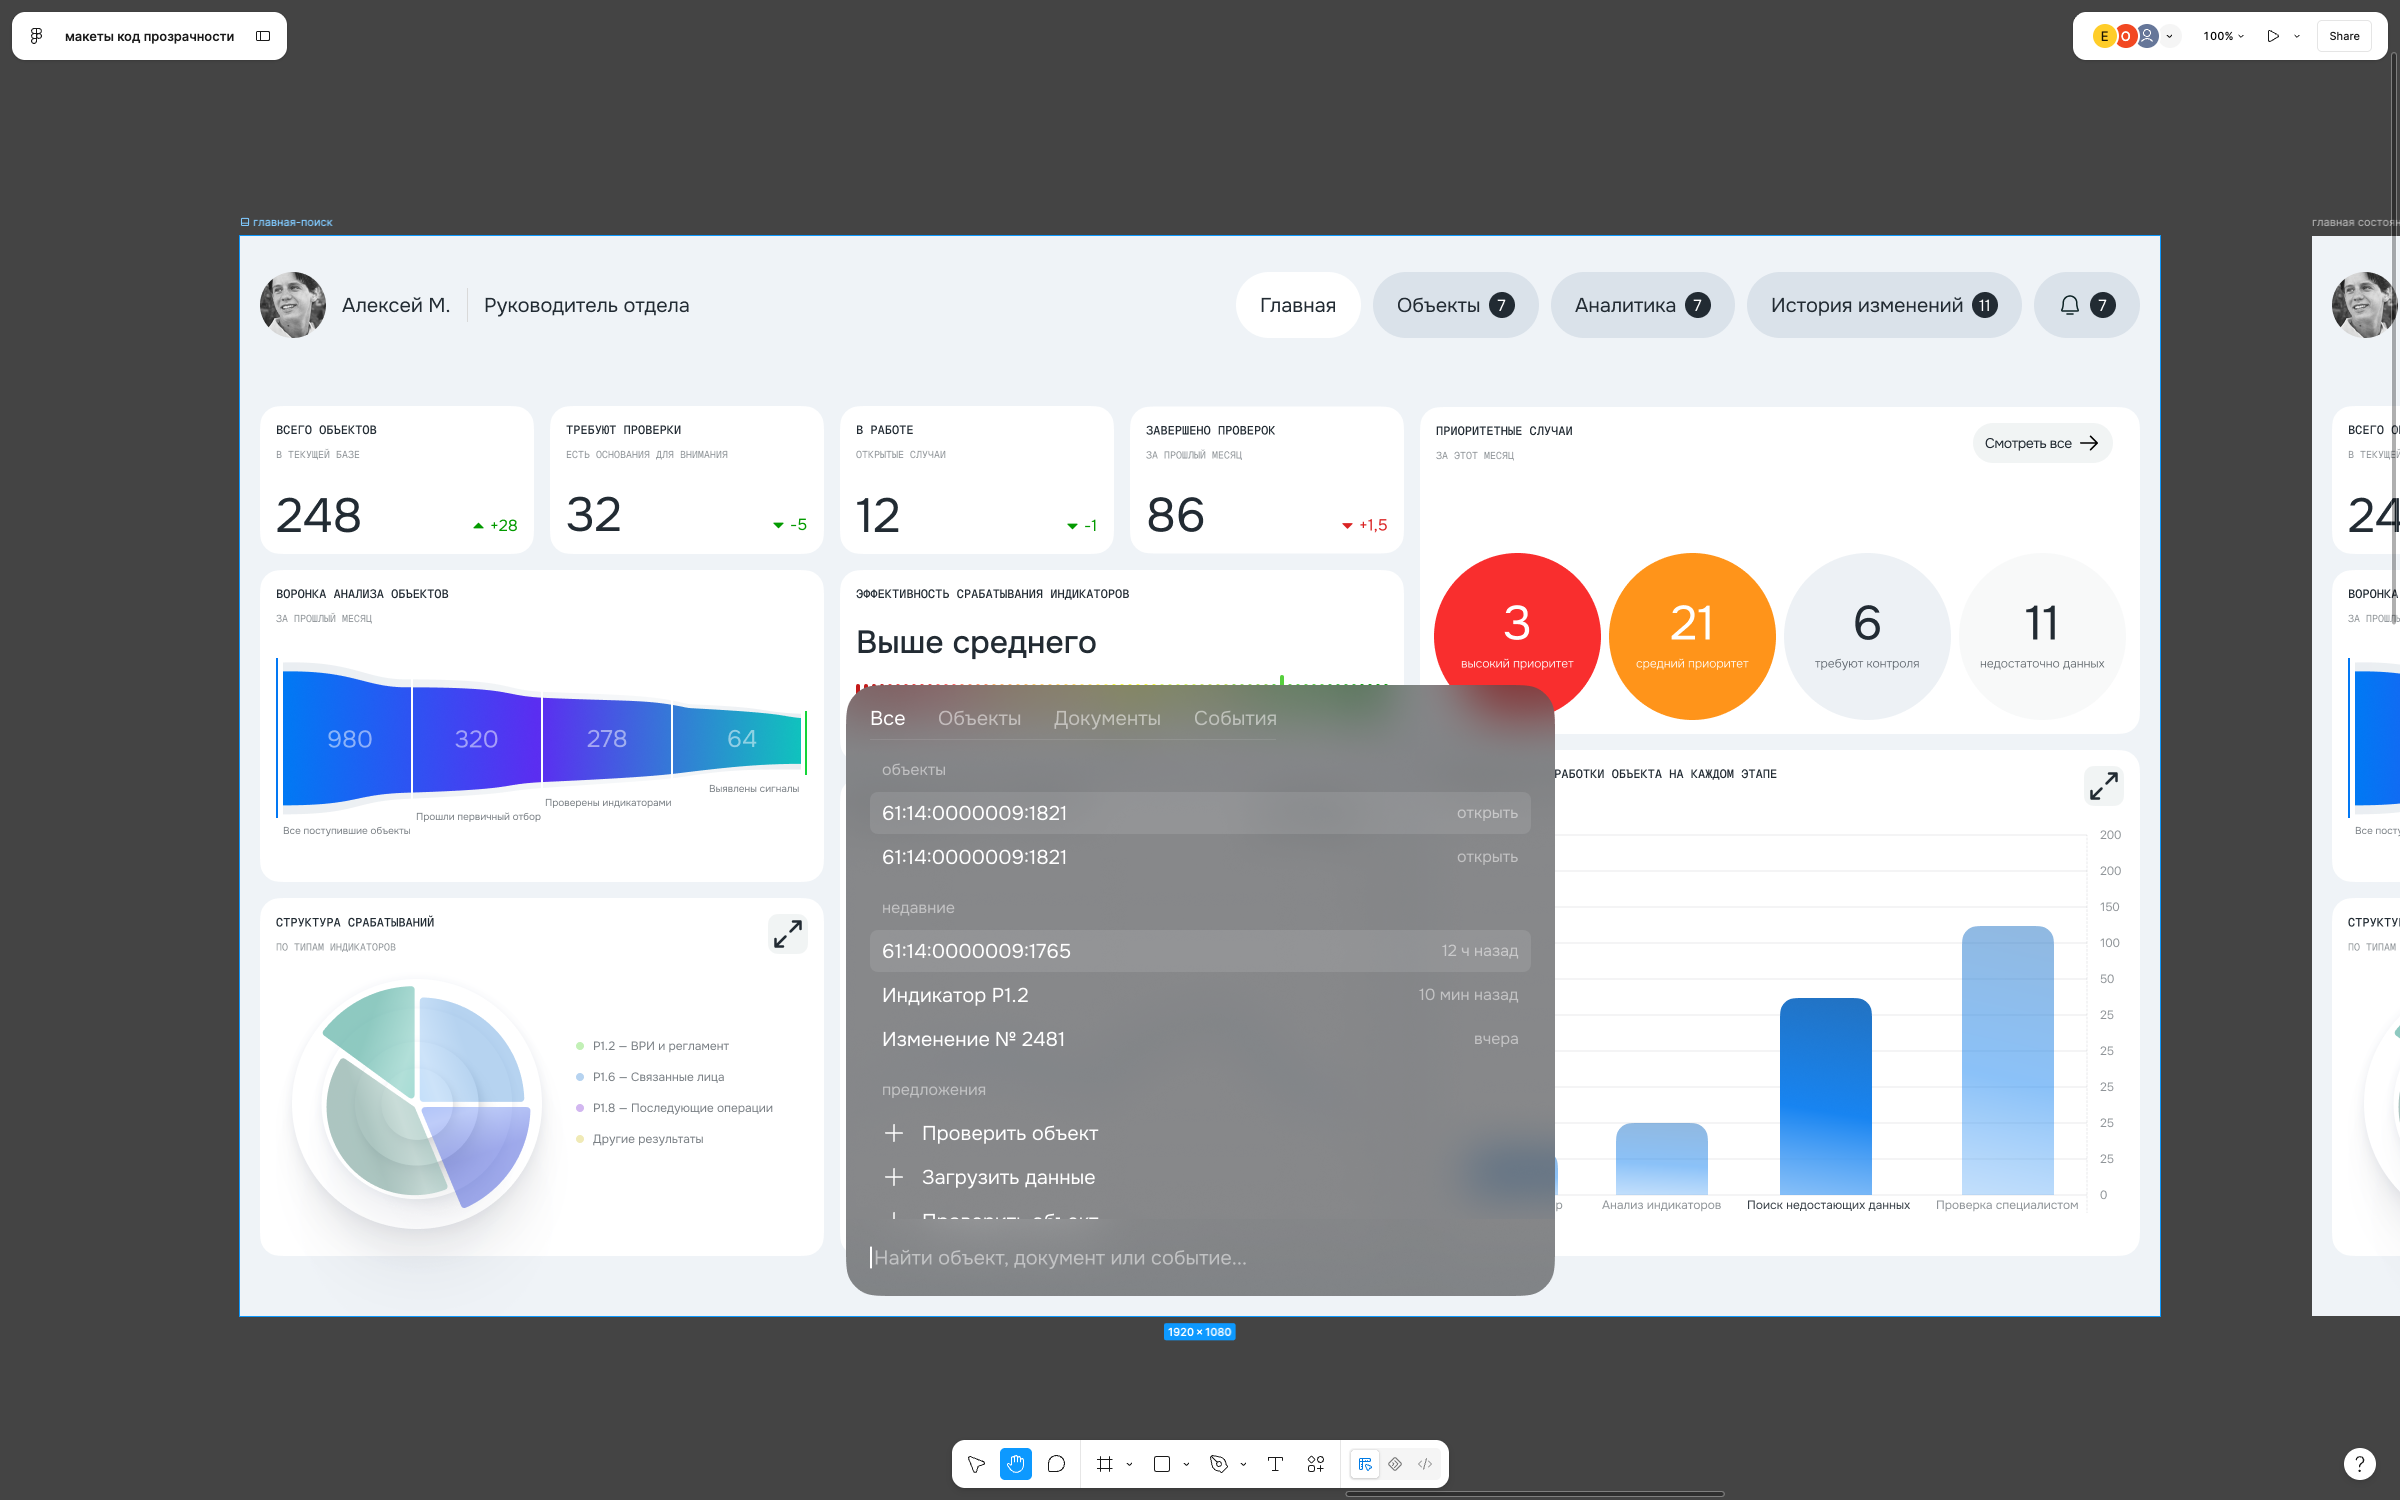 макеты код прозрачности
E
O
100%
Share
главная-поиск
главная состоян
Алексей М.
Руководитель отдела
Главная
Объекты 7
Аналитика 7
История изменений 11
7
ВСЕГО ОБЪЕКТОВ
В ТЕКУЩЕЙ БАЗЕ
248
+28
ТРЕБУЮТ ПРОВЕРКИ
ЕСТЬ ОСНОВАНИЯ ДЛЯ ВНИМАНИЯ
32
-5
В РАБОТЕ
ОТКРЫТЫЕ СЛУЧАИ
12
-1
ЗАВЕРШЕНО ПРОВЕРОК
ЗА ПРОШЛЫЙ МЕСЯЦ
86
+1,5
ПРИОРИТЕТНЫЕ СЛУЧАИ
ЗА ЭТОТ МЕСЯЦ
Смотреть все
3
высокий приоритет
21
средний приоритет
6
требуют контроля
11
недостаточно данных
ВОРОНКА АНАЛИЗА ОБЪЕКТОВ
ЗА ПРОШЛЫЙ МЕСЯЦ
980
320
278
64
Выявлены сигналы
Проверены индикаторами
Прошли первичный отбор
Все поступившие объекты
ЭФФЕКТИВНОСТЬ СРАБАТЫВАНИЯ ИНДИКАТОРОВ
Выше среднего
Все
Объекты
Документы
События
объекты
61:14:0000009:1821
открыть
61:14:0000009:1821
открыть
недавние
61:14:0000009:1765
12 ч назад
Индикатор P1.2
10 мин назад
Изменение № 2481
вчера
предложения
Проверить объект
Загрузить данные
Проверить объект
Найти объект, документ или событие...
СТРУКТУРА СРАБАТЫВАНИЙ
ПО ТИПАМ ИНДИКАТОРОВ
P1.2 — ВРИ и регламент
P1.6 — Связанные лица
P1.8 — Последующие операции
Другие результаты
РАБОТКИ ОБЪЕКТА НА КАЖДОМ ЭТАПЕ
200
200
150
100
50
25
25
25
25
25
0
р
Анализ индикаторов
Поиск недостающих данных
Проверка специалистом
ВСЕГО О
В ТЕКУЩЕЙ
24
ВОРОНКА
ЗА ПРОШЛ
Все посту
СТРУКТУ
ПО ТИПАМ
1920 × 1080
?